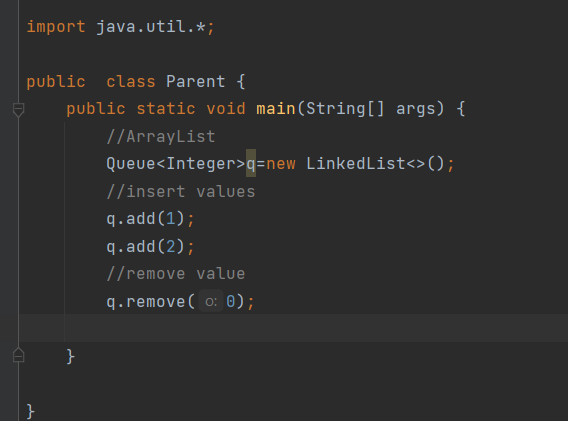 import java.util.*;
public  class Parent {
public static void main(String[] args) {
//ArrayList
Queue<Integer>q=new LinkedList<>();
//insert values
q.add(1);
q.add(2);
//remove value
q.remove( o: 0);
}
}